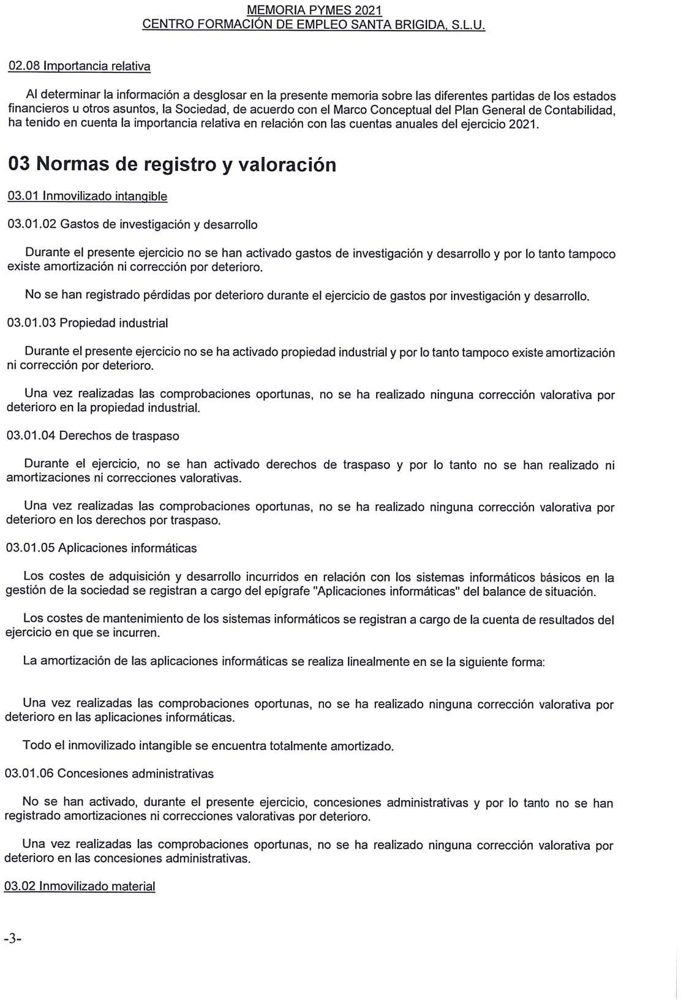 MEMORIA PYMES 2021
CENTRO FORMACIÓN DE EMPLEO SANTA BRIGIDA, S.L.U.
02.08 Importancia relativa
Al determinar la información a desglosar en la presente memoria sobre las diferentes partidas de los estados
financieros u otros asuntos, la Sociedad, de acuerdo con el Marco Conceptual del Plan General de Contabilidad,
ha tenido en cuenta la importancia relativa en relación con las cuentas anuales del ejercicio 2021.
03 Normas de registro y valoración
03.01 Inmovilizado intangible
03.01.02 Gastos de investigación y desarrollo
Durante el presente ejercicio no se han activado gastos de investigación y desarrollo y por lo tanto tampoco
existe amortización ni corrección por deterioro.
No se han registrado pérdidas por deterioro durante el ejercicio de gastos por investigación y desarrollo.
03.01.03 Propiedad industrial
Durante el presente ejercicio no se ha activado propiedad industrial y por lo tanto tampoco existe amortización
ni corrección por deterioro.
Una vez realizadas las comprobaciones oportunas, no se ha realizado ninguna corrección valorativa por
deterioro en la propiedad industrial.
03.01.04 Derechos de traspaso
Durante el ejercicio, no se han activado derechos de traspaso y por lo tanto no se han realizado ni
amortizaciones ni correcciones valorativas.
Una vez realizadas las comprobaciones oportunas, no se ha realizado ninguna corrección valorativa por
deterioro en los derechos por traspaso.
03.01.05 Aplicaciones informáticas
Los costes de adquisición y desarrollo incurridos en relación con los sistemas informáticos básicos en la
gestión de la sociedad se registran a cargo del epígrafe "Aplicaciones informáticas" del balance de situación.
Los costes de mantenimiento de los sistemas informáticos se registran a cargo de la cuenta de resultados del
ejercicio en que se incurren.
La amortización de las aplicaciones informáticas se realiza linealmente en se la siguiente forma:
Una vez realizadas las comprobaciones oportunas, no se ha realizado ninguna corrección valorativa por
deterioro en las aplicaciones informáticas.
Todo el inmovilizado intangible se encuentra totalmente amortizado.
03.01.06 Concesiones administrativas
No se han activado, durante el presente ejercicio, concesiones administrativas y por lo tanto no se han
registrado amortizaciones ni correcciones valorativas por deterioro.
Una vez realizadas las comprobaciones oportunas, no se ha realizado ninguna corrección valorativa por
deterioro en las concesiones administrativas.
03.02 Inmovilizado material
-3-